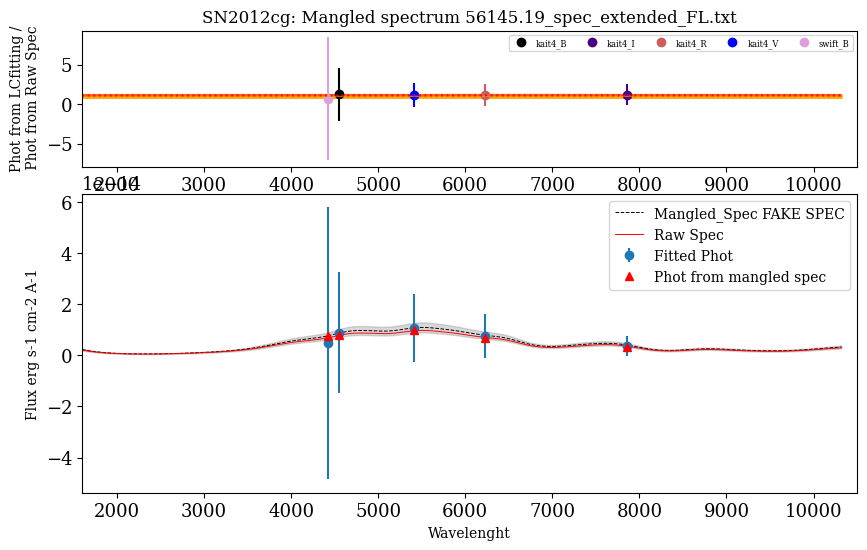 SN2012cg: Mangled spectrum 56145.19_spec_extended_FL.txt
Phot from LCfitting /
Phot from Raw Spec
5
0
−5
kait4_B kait4_I kait4_R kait4_V swift_B
2000 3000 4000 5000 6000 7000 8000 9000 10000
1e−14
Flux erg s-1 cm-2 A-1
6
4
2
0
−2
−4
Mangled_Spec FAKE SPEC
Raw Spec
Fitted Phot
Phot from mangled spec
2000 3000 4000 5000 6000 7000 8000 9000 10000
Wavelenght